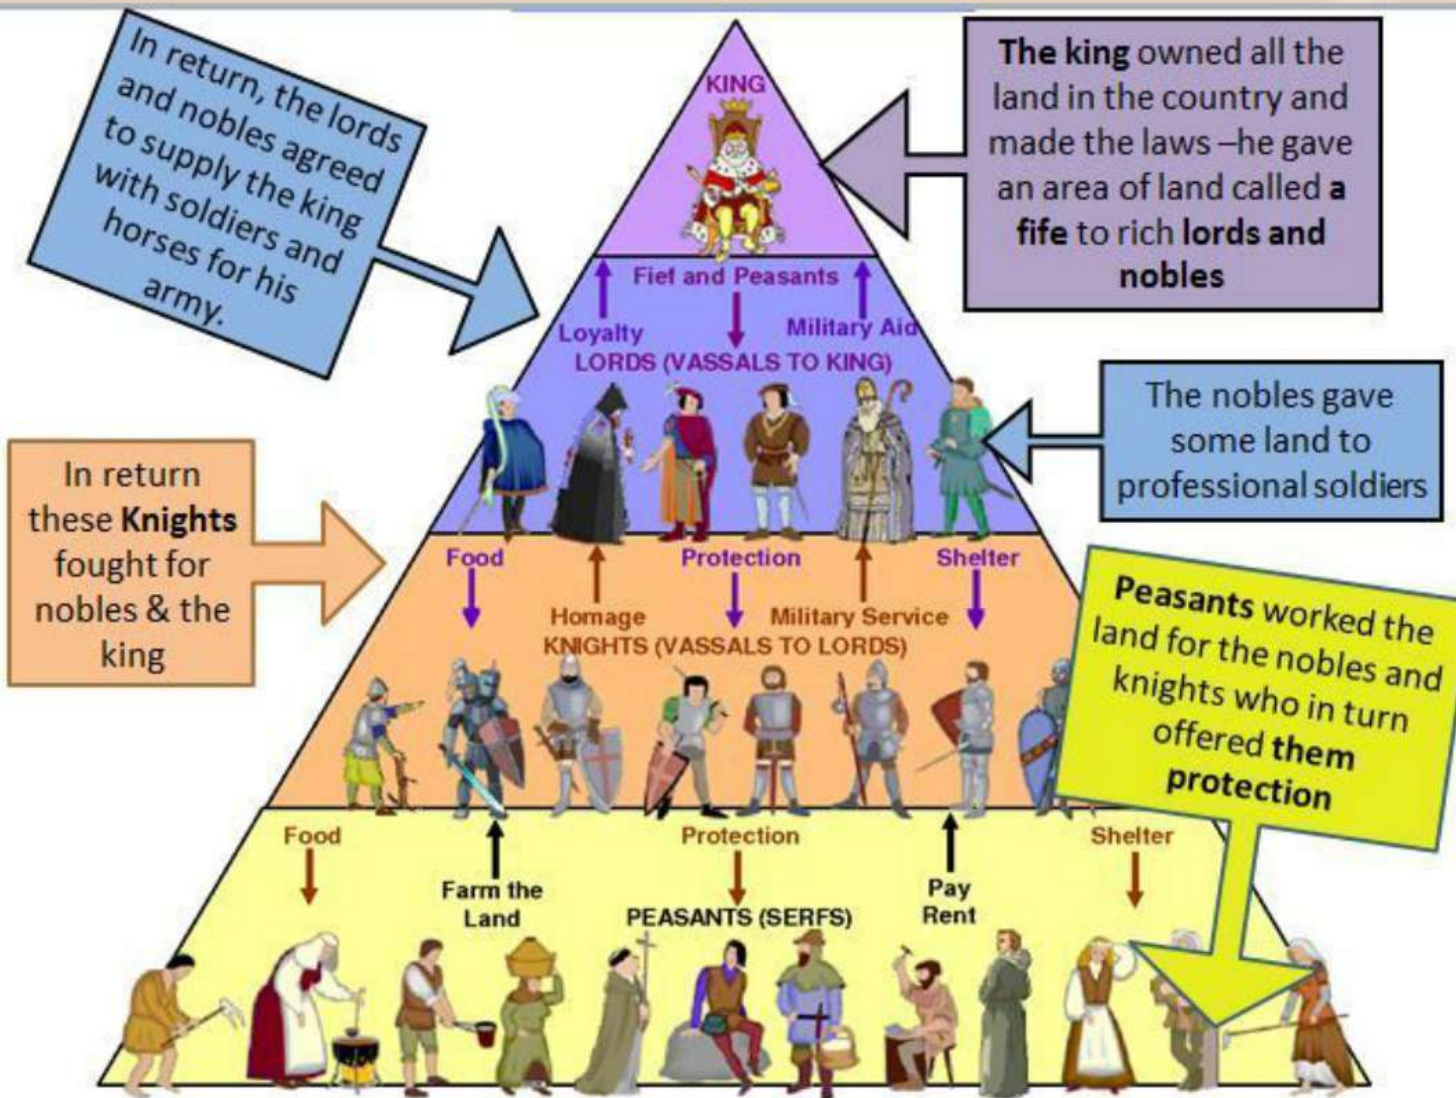 In return, the lords
and nobles agreed
to supply the king
with soldiers and
horses for his
army.
KING
The king owned all the
land in the country and
made the laws –he gave
an area of land called a
fife to rich lords and
nobles
Fief and Peasants
Loyalty
Military Aid
LORDS (VASSALS TO KING)
The nobles gave
some land to
professional soldiers
In return
these Knights
fought for
nobles & the
king
Food
Protection
Shelter
Homage
Military Service
KNIGHTS (VASSALS TO LORDS)
Peasants worked the
land for the nobles and
knights who in turn
offered them
protection
Food
Protection
Shelter
Farm the
Land
Pay
Rent
PEASANTS (SERFS)